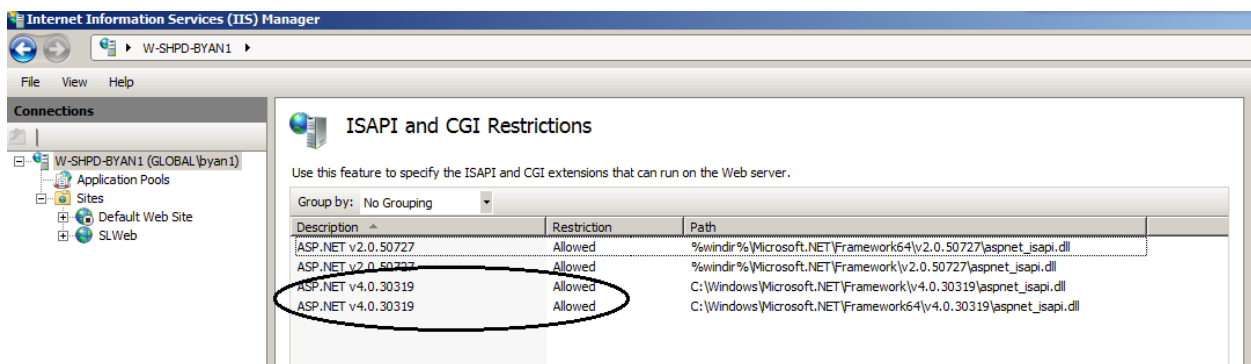 Internet Information Services (IIS) Manager
W-SHPD-BYAN1
File View Help
Connections
W-SHPD-BYAN1 (GLOBAL\byan1)
Application Pools
Sites
Default Web Site
SLWeb
ISAPI and CGI Restrictions
Use this feature to specify the ISAPI and CGI extensions that can run on the Web server.
Group by: No Grouping
Description Restriction Path
ASP.NET v2.0.50727 Allowed %windir%\Microsoft.NET\Framework64\v2.0.50727\aspnet_isapi.dll
ASP.NET v2.0.50727 Allowed %windir%\Microsoft.NET\Framework\v2.0.50727\aspnet_isapi.dll
ASP.NET v4.0.30319 Allowed C:\Windows\Microsoft.NET\Framework\v4.0.30319\aspnet_isapi.dll
ASP.NET v4.0.30319 Allowed C:\Windows\Microsoft.NET\Framework64\v4.0.30319\aspnet_isapi.dll